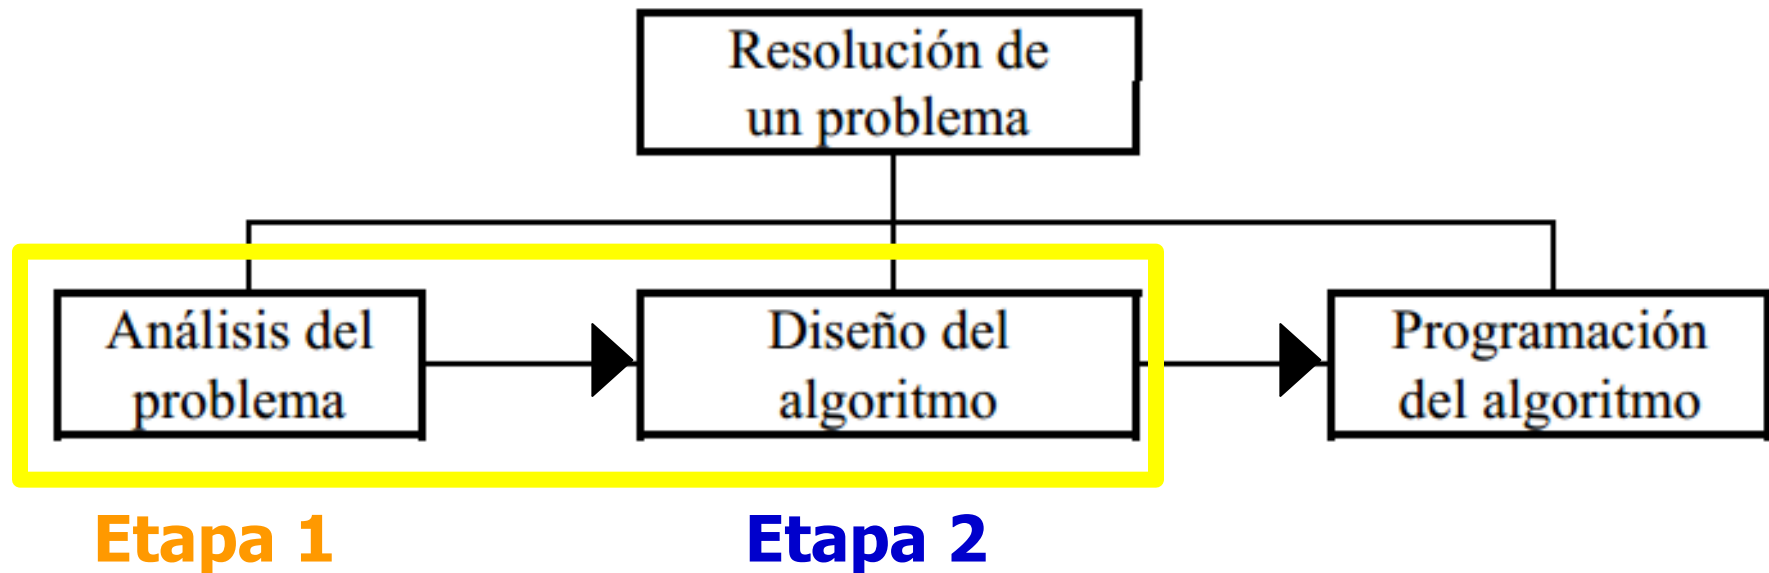 Resolución de
un problema
Análisis del
problema
Diseño del
algoritmo
Programación
del algoritmo
Etapa 1
Etapa 2